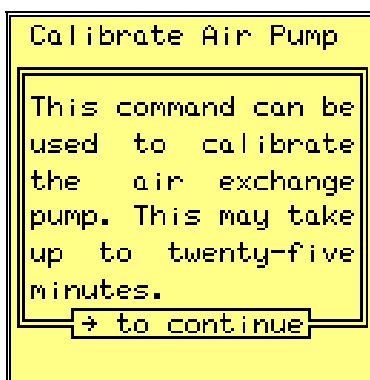 Calibrate Air Pump
This command can be
used to calibrate
the air exchange
pump. This may take
up to twenty-five
minutes.
→ to continue